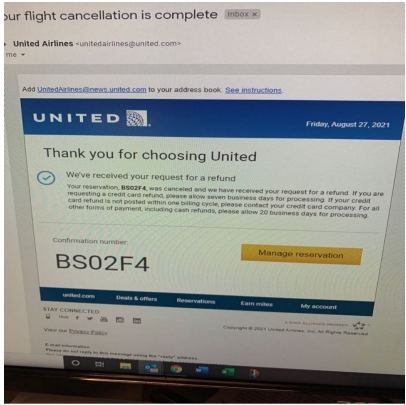 our flight cancellation is complete Inbox x
United Airlines <unitedairlines@united.com>
me
Add UnitedAirlines@news.united.com to your address book. See instructions.
UNITED
Friday, August 27, 2021
Thank you for choosing United
We've received your request for a refund
Your reservation, BS02F4, was canceled and we have received your request for a refund. If you are
requesting a credit card refund, please allow seven business days for processing. If your credit
card refund is not posted within one billing cycle, please contact your credit card company. For all
other forms of payment, including cash refunds, please allow 20 business days for processing.
Confirmation number:
BS02F4
Manage reservation
united.com Deals & offers Reservations Earn miles My account
STAY CONNECTED
Hub
A STAR ALLIANCE MEMBER
View our Privacy Policy
Copyright © 2021 United Airlines, Inc. All Rights Reserved
E-mail information
Please do not reply to this message using the "reply" address.